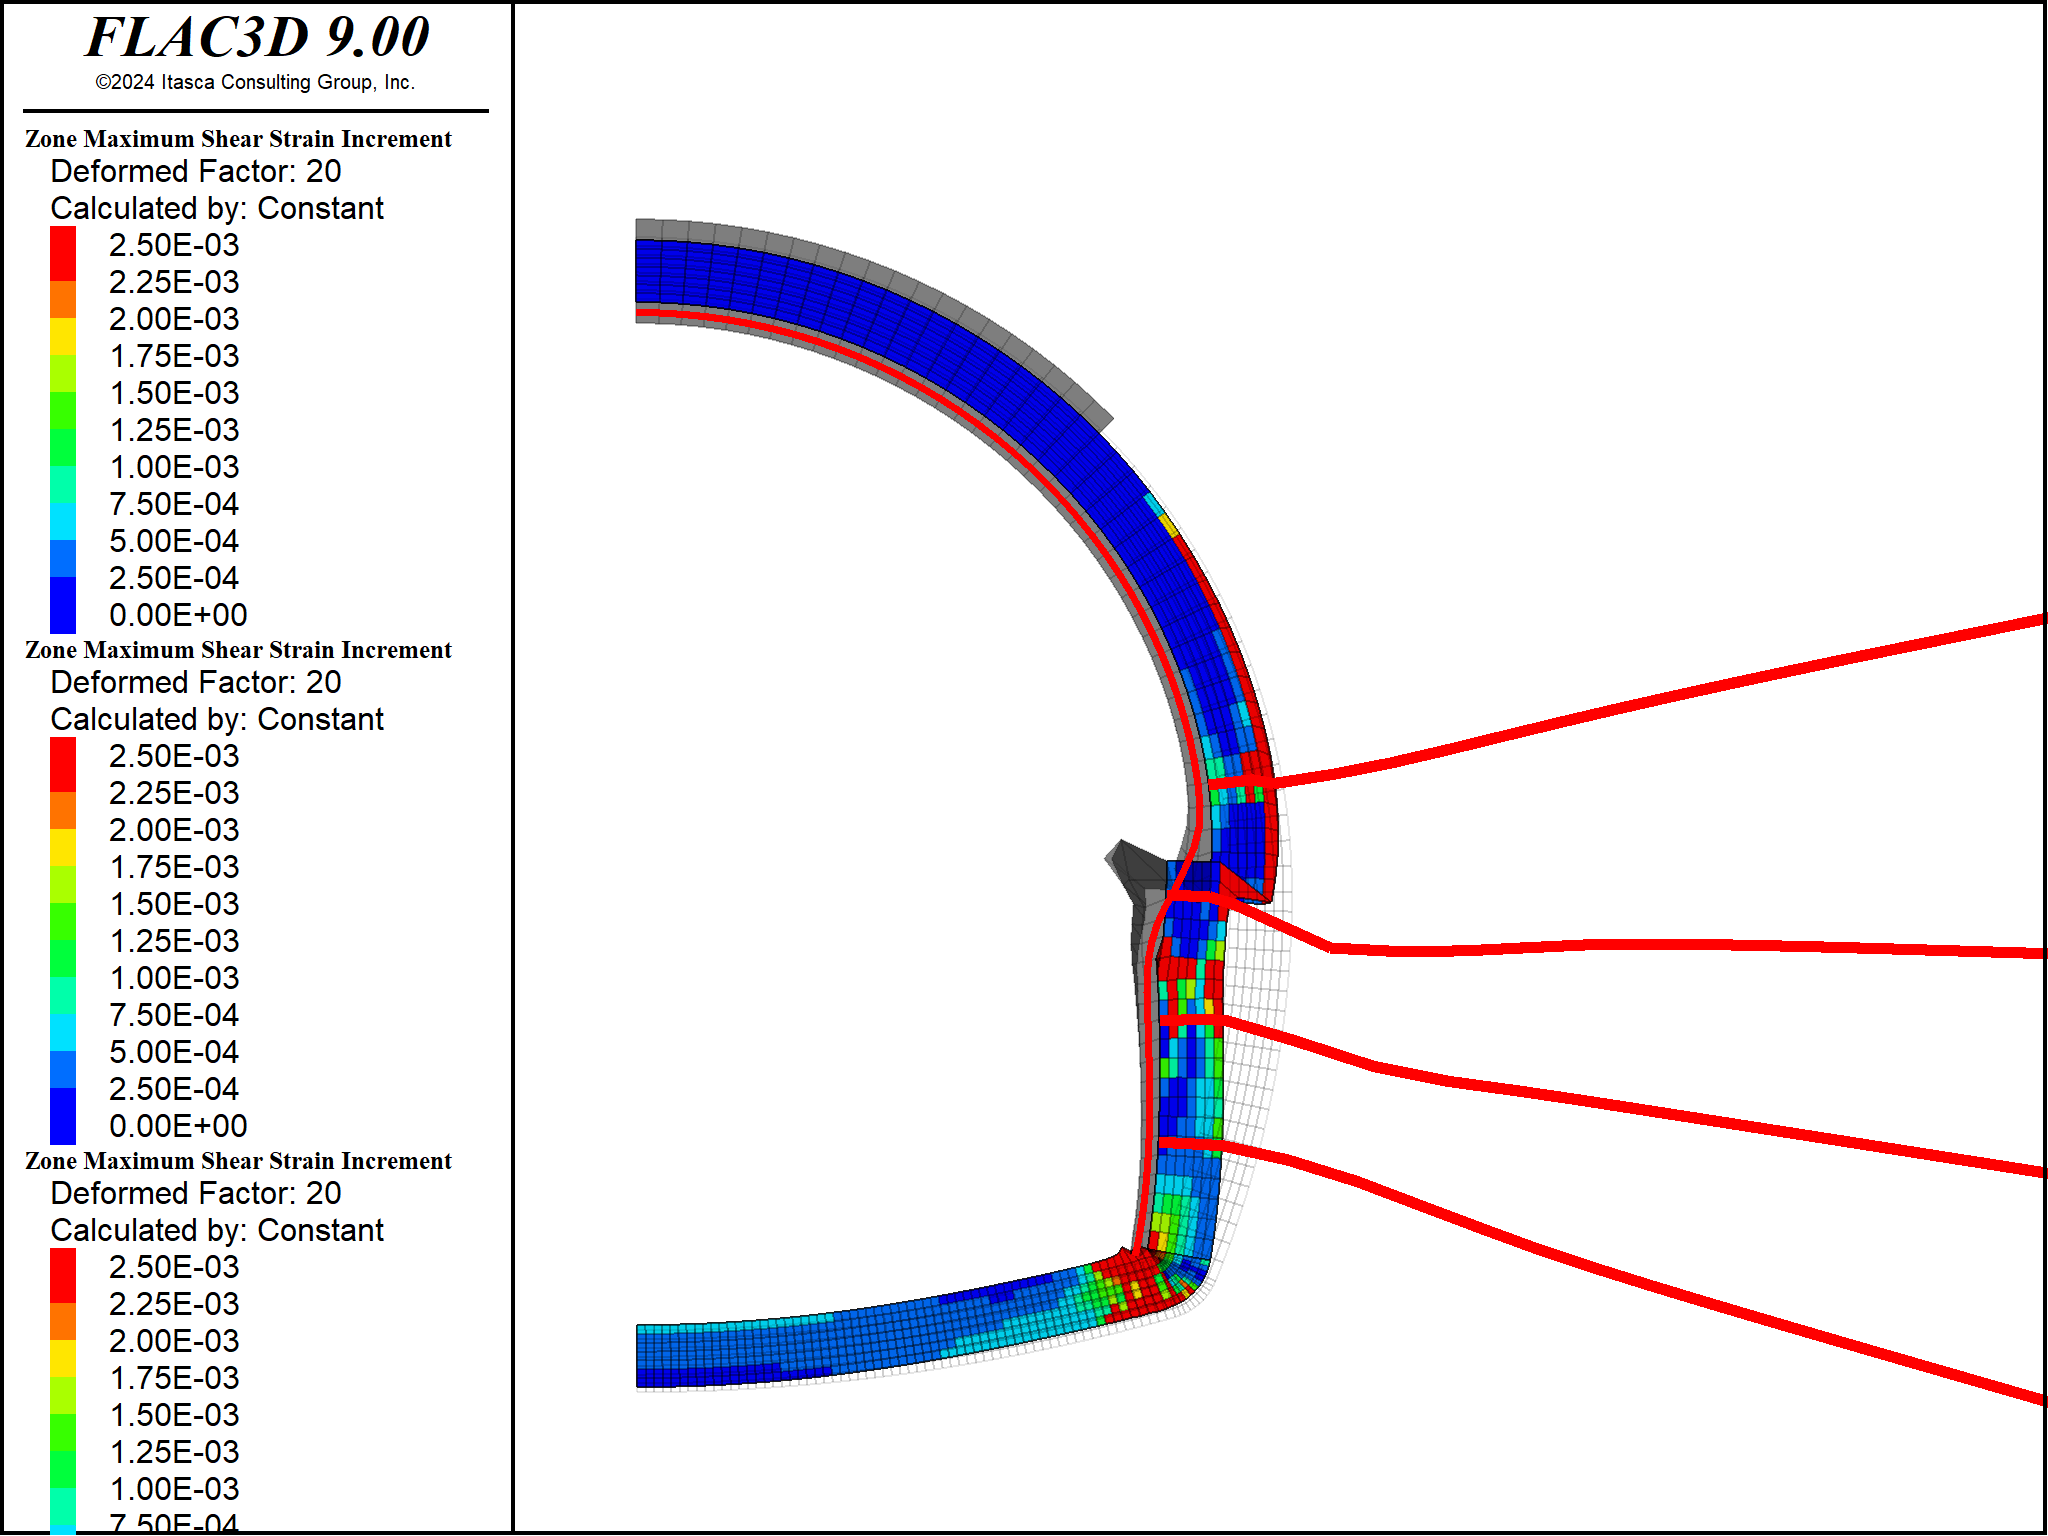 FLAC3D 9.00
©2024 Itasca Consulting Group, Inc.
Zone Maximum Shear Strain Increment
Deformed Factor: 20
Calculated by: Constant
2.50E-03
2.25E-03
2.00E-03
1.75E-03
1.50E-03
1.25E-03
1.00E-03
7.50E-04
5.00E-04
2.50E-04
0.00E+00
Zone Maximum Shear Strain Increment
Deformed Factor: 20
Calculated by: Constant
2.50E-03
2.25E-03
2.00E-03
1.75E-03
1.50E-03
1.25E-03
1.00E-03
7.50E-04
5.00E-04
2.50E-04
0.00E+00
Zone Maximum Shear Strain Increment
Deformed Factor: 20
Calculated by: Constant
2.50E-03
2.25E-03
2.00E-03
1.75E-03
1.50E-03
1.25E-03
1.00E-03
7.50E-04